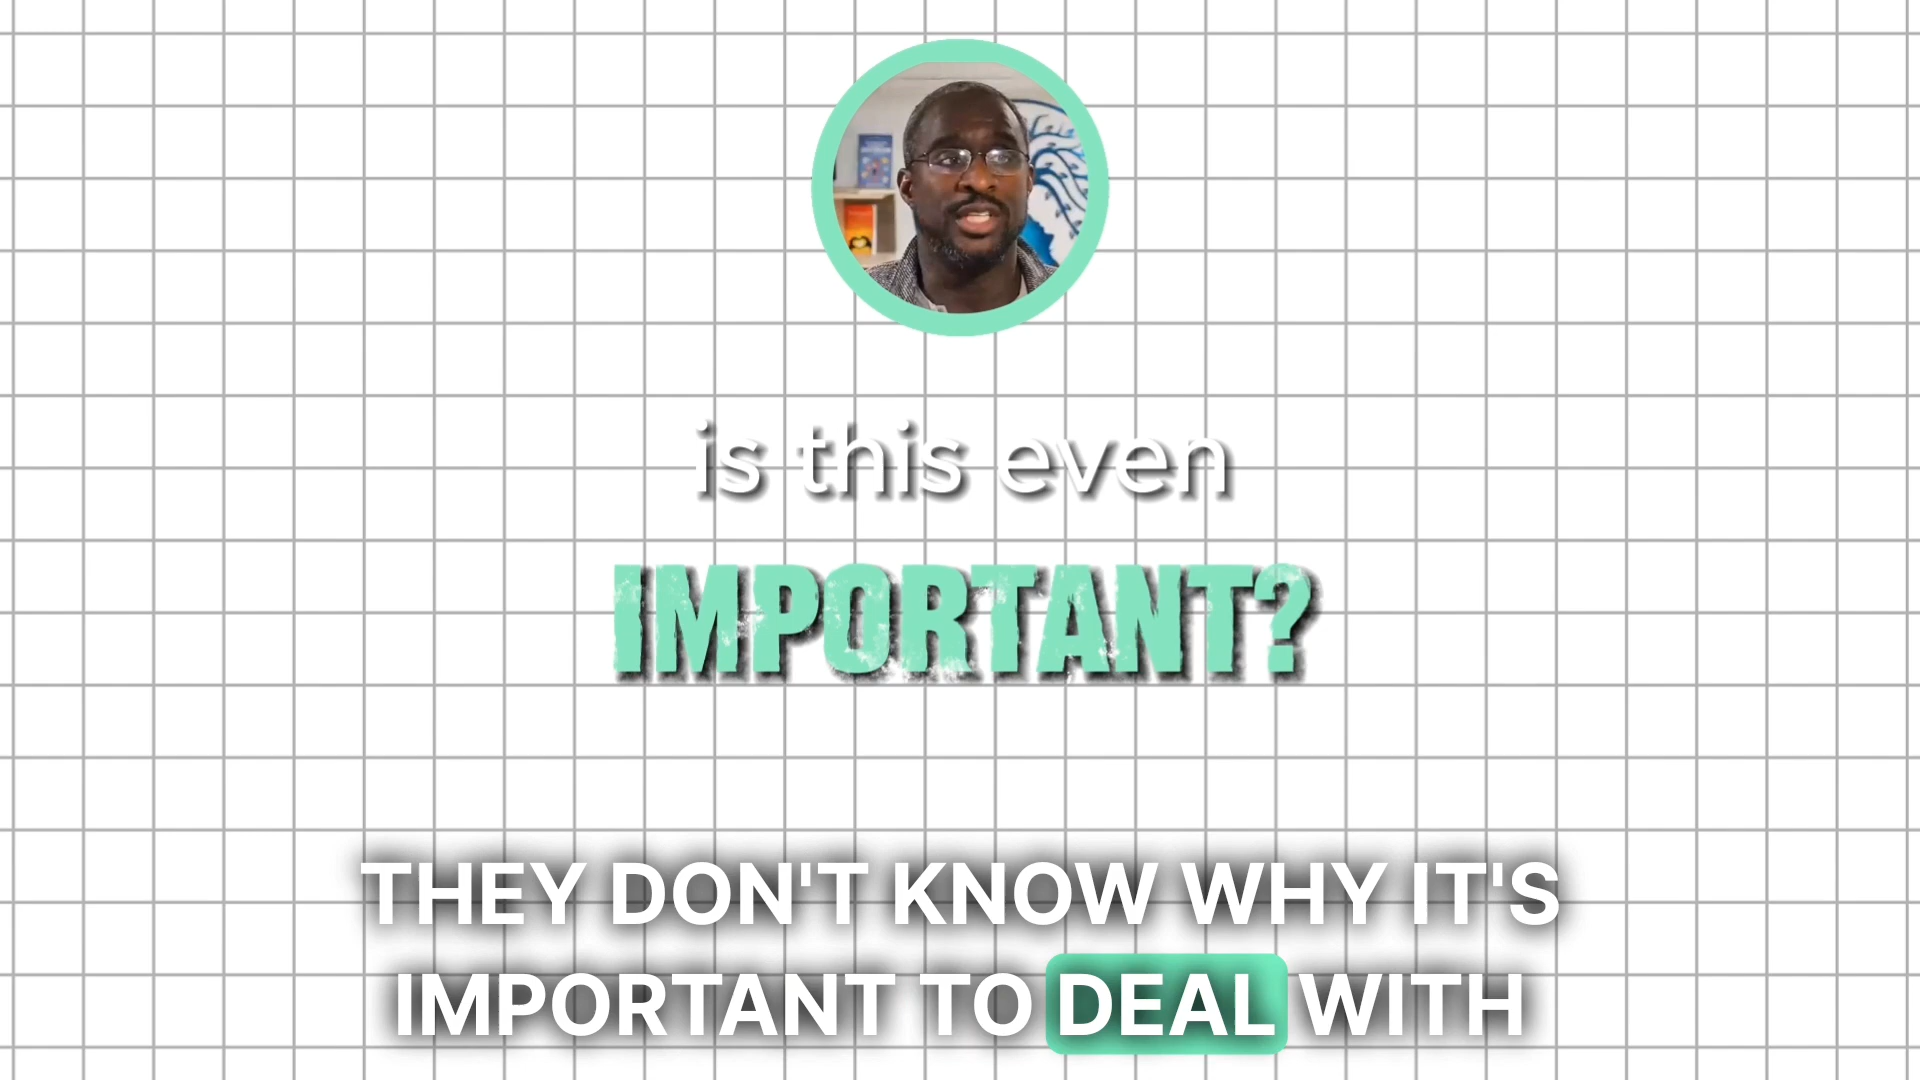 is this even
IMPORTANT?
THEY DON'T KNOW WHY IT'S
IMPORTANT TO DEAL WITH